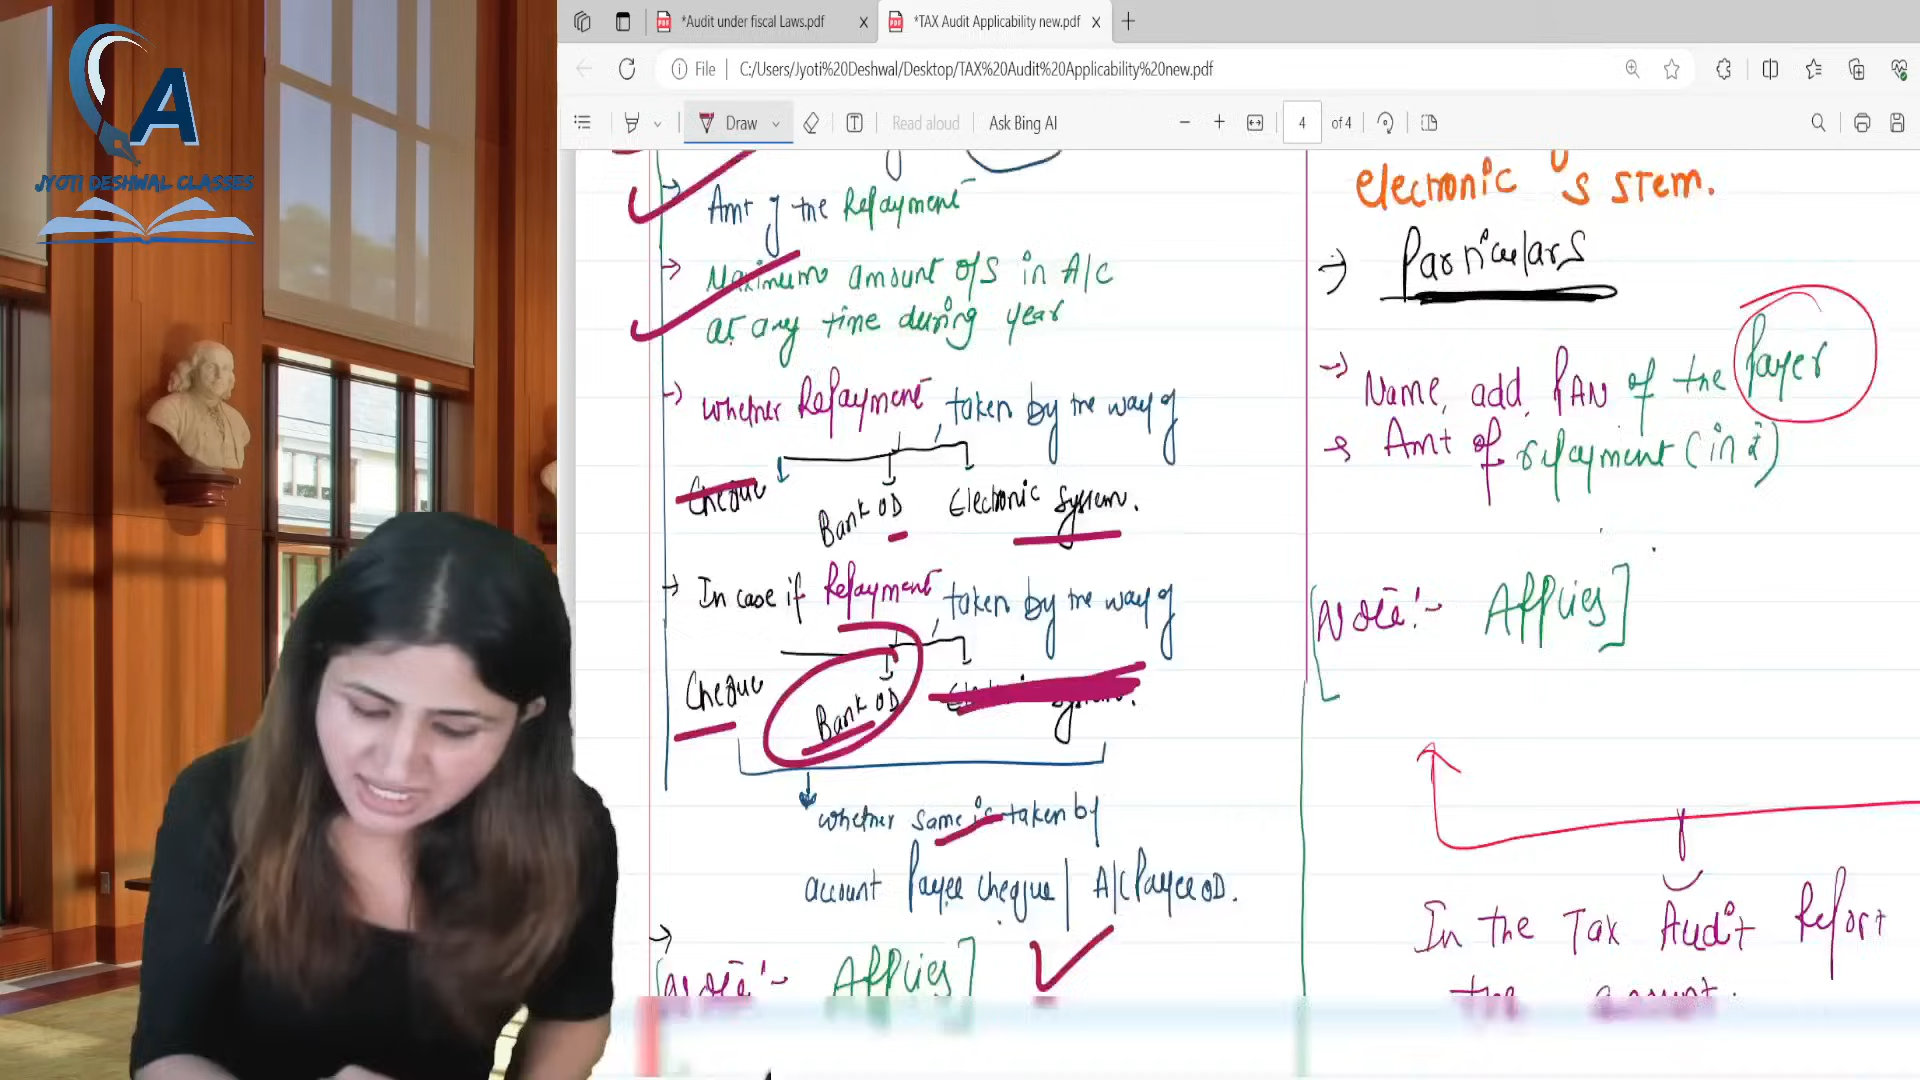 *Audit under fiscal Laws.pdf
*TAX Audit Applicability new.pdf
File
C:/Users/Jyoti%20Deshwal/Desktop/TAX%20Audit%20Applicability%20new.pdf
Draw
Read aloud
Ask Bing AI
4
of 4
CA
JYOTI DESHWAL CLASSES
→ Amt of the Repayment
→ Maximum amount o/s in A/C
at any time during year
→ whether Repayment taken by the way of
Cheque
Bank OD
Electronic system.
→ In case if Repayment taken by the way of
Cheque
Bank OD
whether same is taken by
account Payee cheque | A/C Payee OD.
→
[Note:- Applies]
electronic system.
→ Particulars
→ Name, add, PAN of the Payer
→ Amt of repayment (in ₹)
[Note:- Applies]
In the Tax Audit Report
the amount.